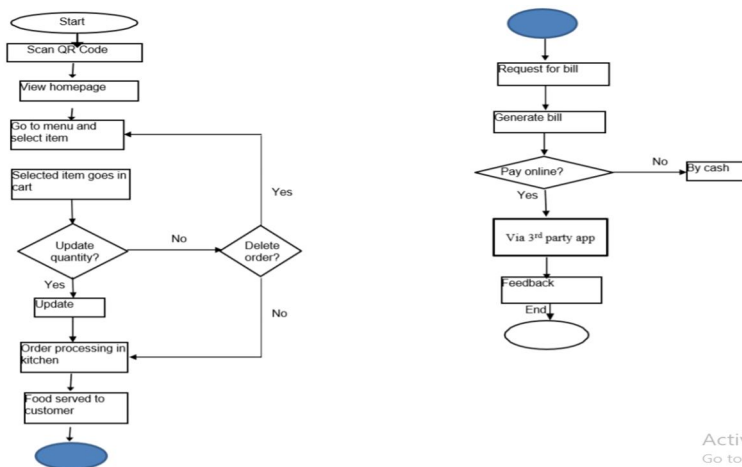 Start
Scan QR Code
View homepage
Go to menu and
select item
Selected item goes in
cart
Yes
Update
quantity?
No
Delete
order?
Yes
Update
No
Order processing in
kitchen
Food served to
customer
Request for bill
Generate bill
Pay online?
No
By cash
Yes
Via 3rd party app
Feedback
End
Activ
Go to